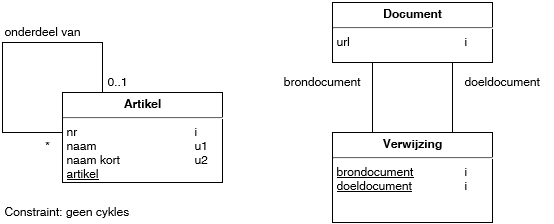 onderdeel van
0..1
Artikel
nr i
naam u1
naam kort u2
artikel
*
Constraint: geen cykles
Document
url i
brondocument doeldocument
Verwijzing
brondocument i
doeldocument i